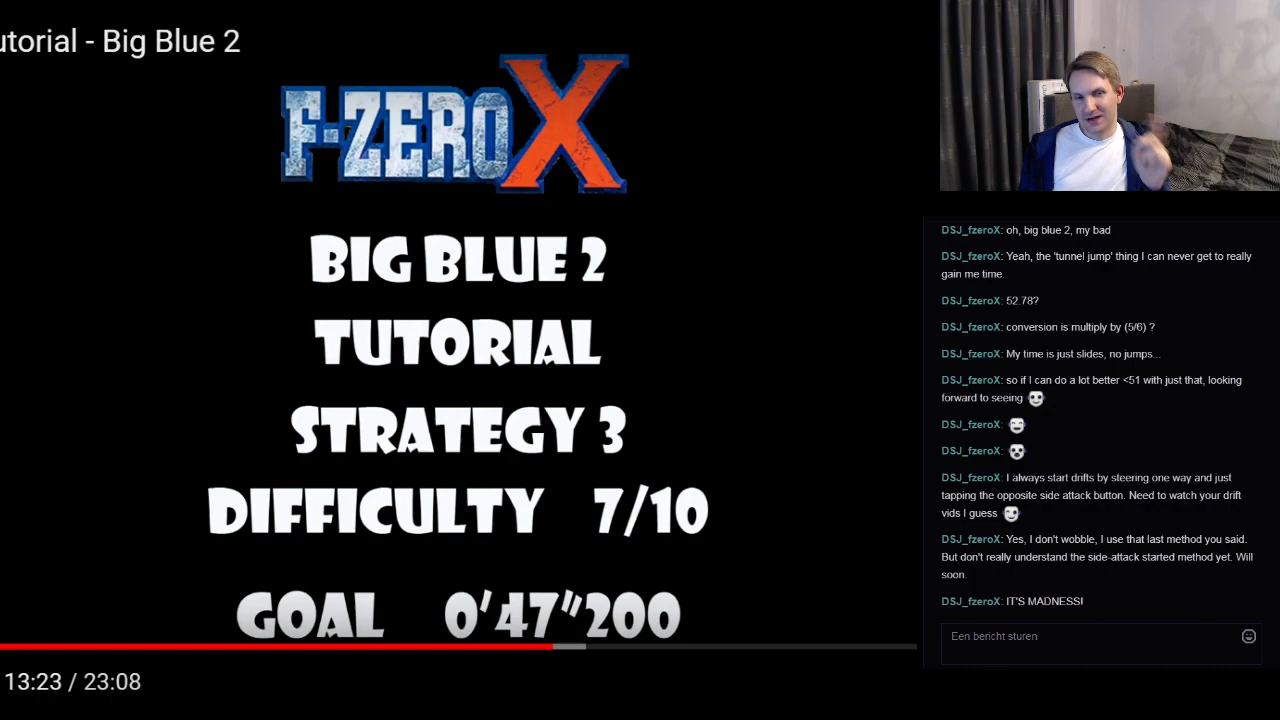 utorial - Big Blue 2
F-ZERO X
BIG BLUE 2
TUTORIAL
STRATEGY 3
DIFFICULTY 7/10
GOAL 0'47"200
13:23 / 23:08
DSJ_fzeroX: oh, big blue 2, my bad
DSJ_fzeroX: Yeah, the 'tunnel jump' thing I can never get to really
gain me time.
DSJ_fzeroX: 52.78?
DSJ_fzeroX: conversion is multiply by (5/6) ?
DSJ_fzeroX: My time is just slides, no jumps...
DSJ_fzeroX: so if I can do a lot better <51 with just that, looking
forward to seeing
DSJ_fzeroX:
DSJ_fzeroX:
DSJ_fzeroX: I always start drifts by steering one way and just
tapping the opposite side attack button. Need to watch your drift
vids I guess
DSJ_fzeroX: Yes, I don't wobble, I use that last method you said.
But don't really understand the side-attack started method yet. Will
soon.
DSJ_fzeroX: IT'S MADNESS!
Een bericht sturen